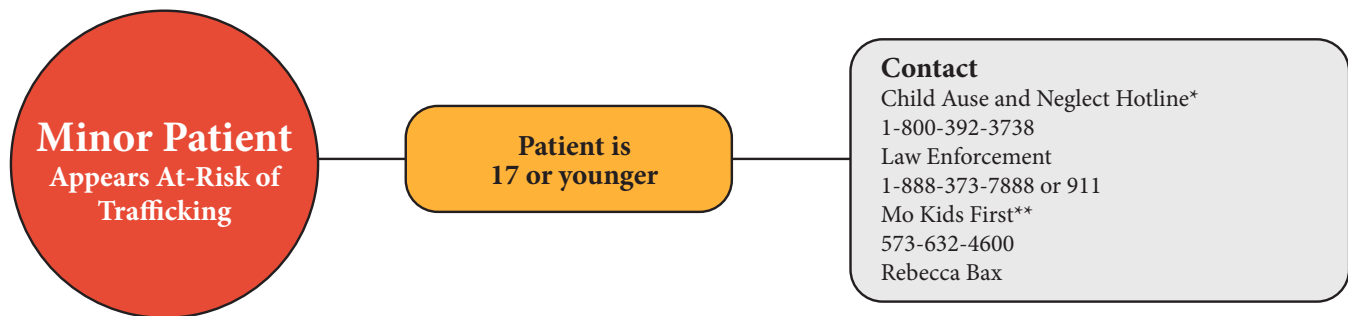 Minor Patient
Appears At-Risk of
Trafficking
Patient is
17 or younger
Contact
Child Ause and Neglect Hotline*
1-800-392-3738
Law Enforcement
1-888-373-7888 or 911
Mo Kids First**
573-632-4600
Rebecca Bax